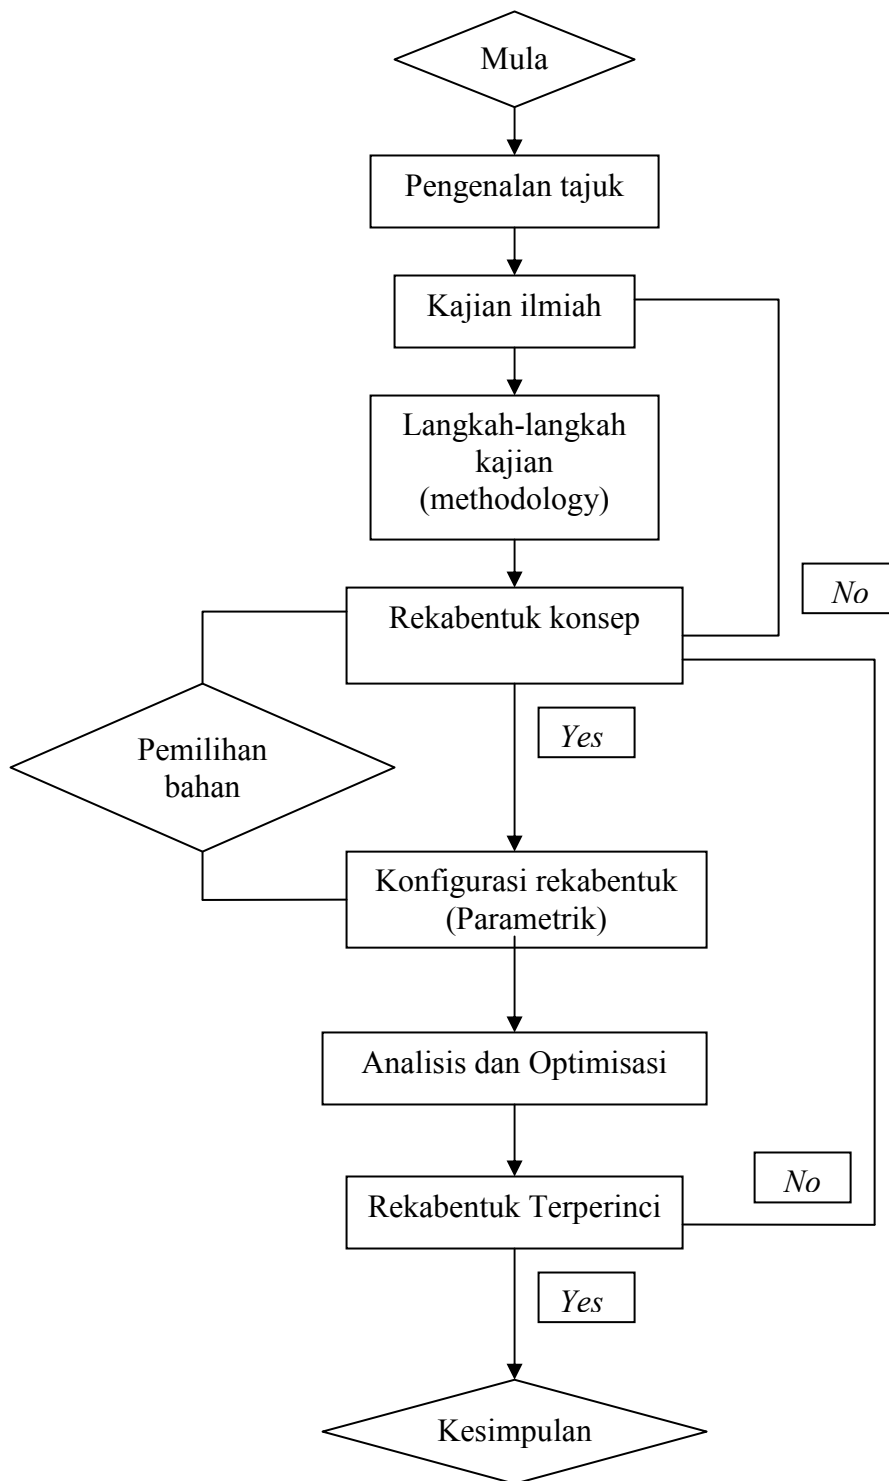 Mula
Pengenalan tajuk
Kajian ilmiah
Langkah-langkah
kajian
(methodology)
No
Rekabentuk konsep
Yes
Pemilihan
bahan
Konfigurasi rekabentuk
(Parametrik)
Analisis dan Optimisasi
No
Rekabentuk Terperinci
Yes
Kesimpulan